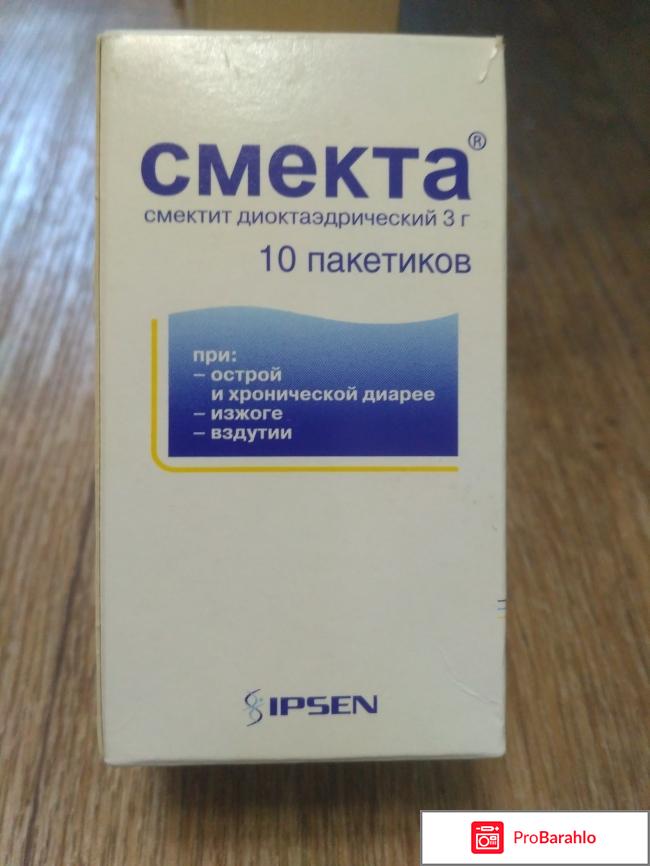 смекта®
смектит диоктаэдрический 3 г
10 пакетиков
при:
– острой
и хронической диарее
– изжоге
– вздутии
IPSEN
ProBarahlo